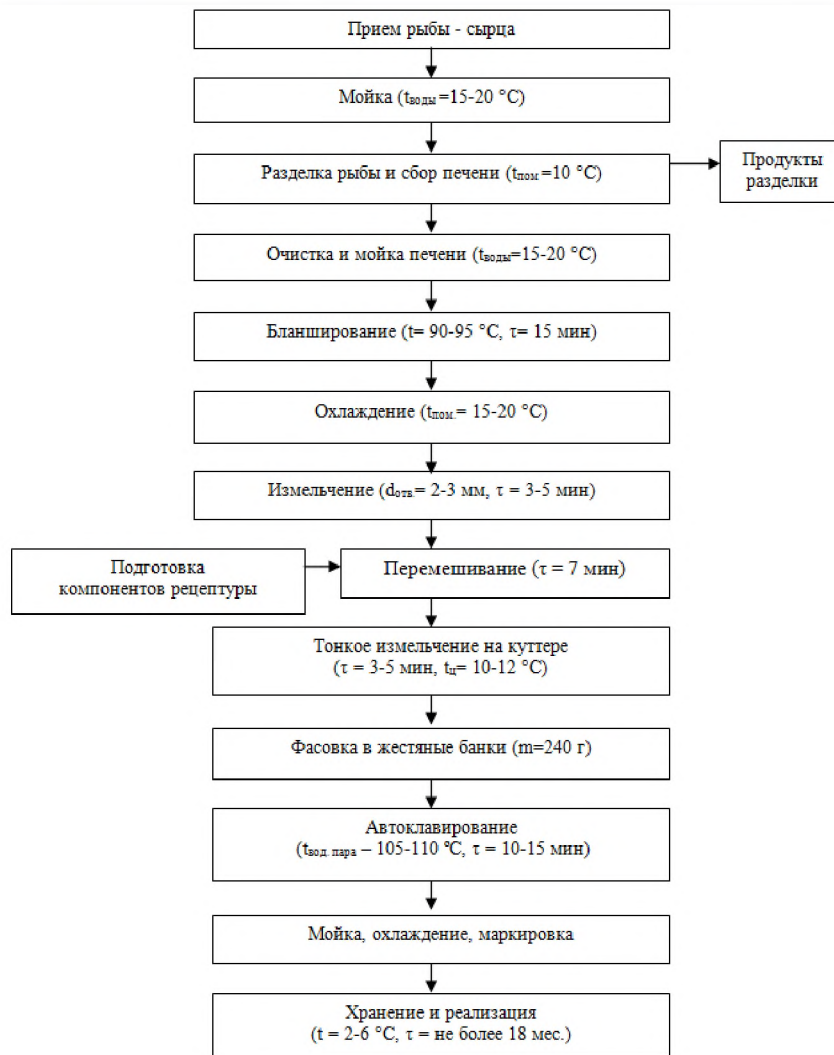 Прием рыбы - сырца
Мойка (tводы =15-20 °C)
Разделка рыбы и сбор печени (tпом.=10 °C)
Продукты
разделки
Очистка и мойка печени (tводы=15-20 °C)
Бланширование (t= 90-95 °C, τ= 15 мин)
Охлаждение (tпом.= 15-20 °C)
Измельчение (dотв.= 2-3 мм, τ = 3-5 мин)
Подготовка
компонентов рецептуры
Перемешивание (τ = 7 мин)
Тонкое измельчение на куттере
(τ = 3-5 мин, tц= 10-12 °C)
Фасовка в жестяные банки (m=240 г)
Автоклавирование
(tвод. пара – 105-110 °C, τ = 10-15 мин)
Мойка, охлаждение, маркировка
Хранение и реализация
(t = 2-6 °C, τ = не более 18 мес.)